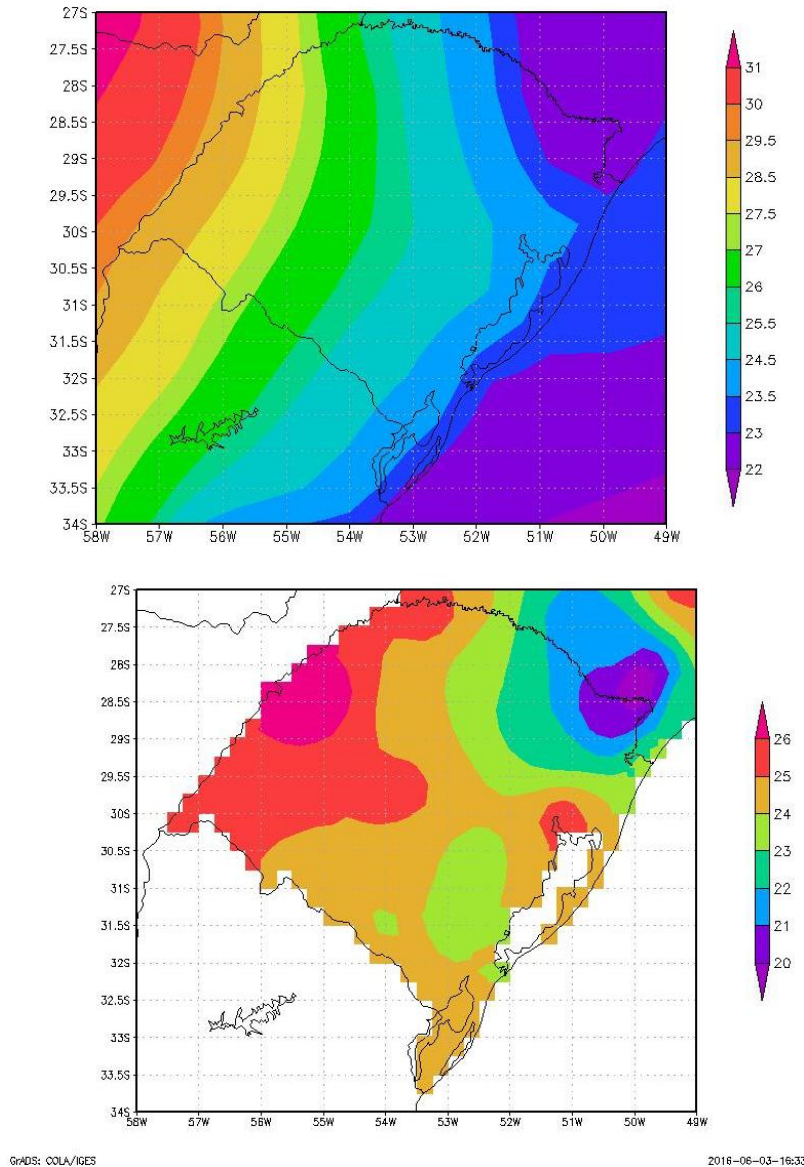 27S
27.5S
28S
28.5S
29S
29.5S
30S
30.5S
31S
31.5S
32S
32.5S
33S
33.5S
34S
58W 57W 56W 55W 54W 53W 52W 51W 50W 49W
31
30
29.5
28.5
27.5
27
26
25.5
24.5
23.5
23
22
27S
27.5S
28S
28.5S
29S
29.5S
30S
30.5S
31S
31.5S
32S
32.5S
33S
33.5S
34S
58W 57W 56W 55W 54W 53W 52W 51W 50W 49W
26
25
24
23
22
21
20
GrADS: COLA/IGES 2016-06-03-16:33